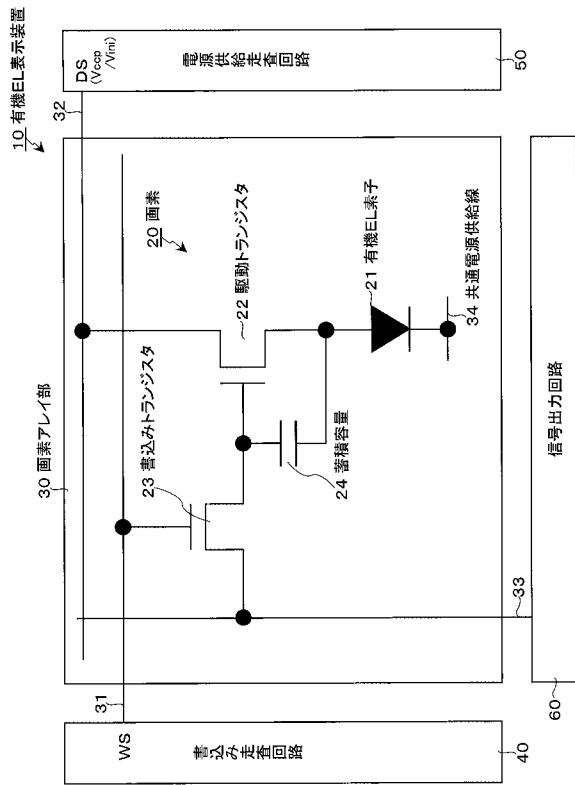 10 有機EL表示装置
30 画素アレイ部
32
DS
(Vccp
/Vini)
電源供給走査回路
50
20 画素
22 駆動トランジスタ
23 書込みトランジスタ
21 有機EL素子
24 蓄積容量
34 共通電源供給線
31
WS
書込み走査回路
40
33
信号出力回路
60